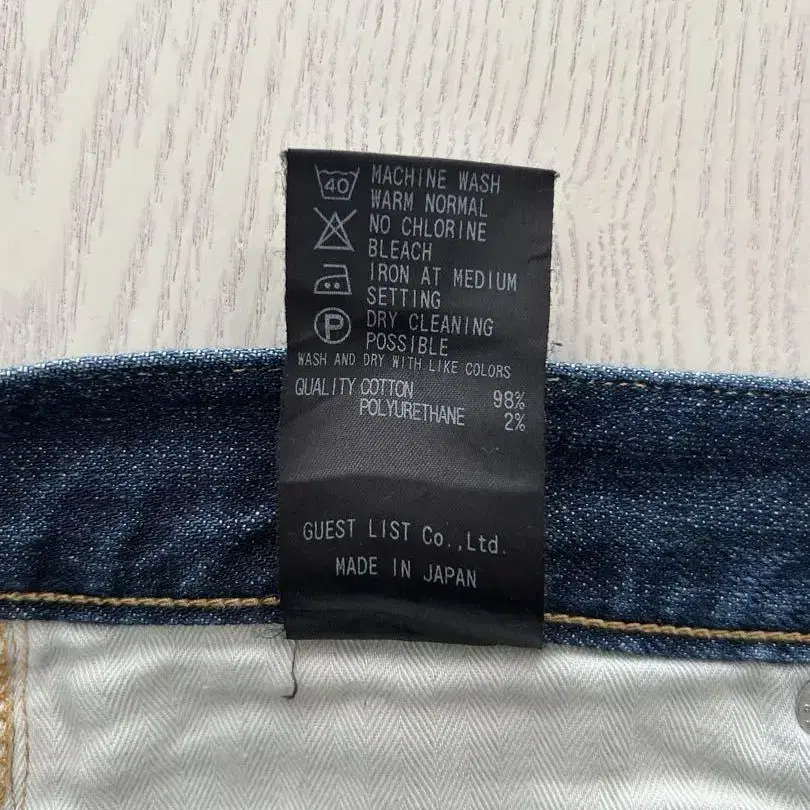 40 MACHINE WASH
WARM NORMAL
NO CHLORINE
BLEACH
IRON AT MEDIUM
SETTING
P DRY CLEANING
POSSIBLE
WASH AND DRY WITH LIKE COLORS
QUALITY COTTON 98%
POLYURETHANE 2%
GUEST LIST Co.,Ltd.
MADE IN JAPAN